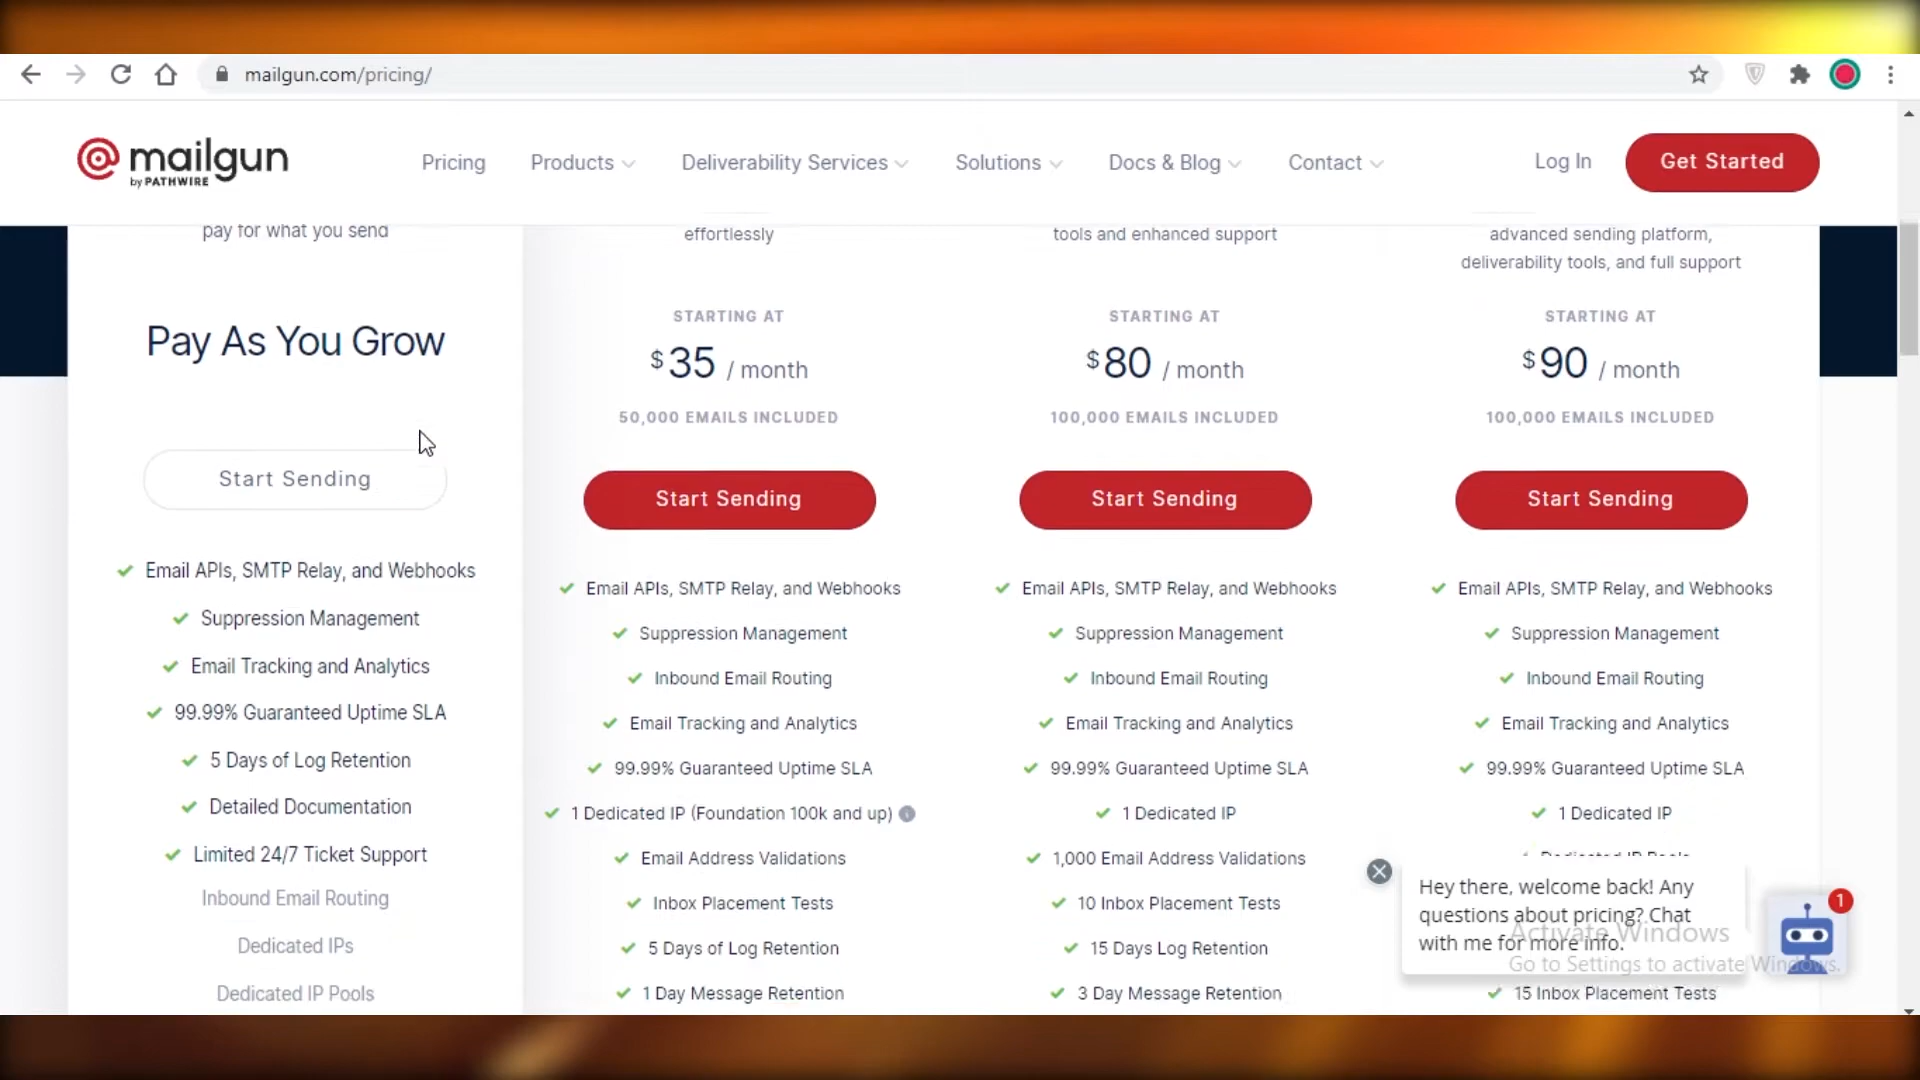 mailgun.com/pricing/
mailgun
by PATHWIRE
Pricing
Products
Deliverability Services
Solutions
Docs & Blog
Contact
Log In
Get Started
pay for what you send
Pay As You Grow
Start Sending
Email APIs, SMTP Relay, and Webhooks
Suppression Management
Email Tracking and Analytics
99.99% Guaranteed Uptime SLA
5 Days of Log Retention
Detailed Documentation
Limited 24/7 Ticket Support
Inbound Email Routing
Dedicated IPs
Dedicated IP Pools
effortlessly
STARTING AT
$35 / month
50,000 EMAILS INCLUDED
Start Sending
Email APIs, SMTP Relay, and Webhooks
Suppression Management
Inbound Email Routing
Email Tracking and Analytics
99.99% Guaranteed Uptime SLA
1 Dedicated IP (Foundation 100k and up)
Email Address Validations
Inbox Placement Tests
5 Days of Log Retention
1 Day Message Retention
tools and enhanced support
STARTING AT
$80 / month
100,000 EMAILS INCLUDED
Start Sending
Email APIs, SMTP Relay, and Webhooks
Suppression Management
Inbound Email Routing
Email Tracking and Analytics
99.99% Guaranteed Uptime SLA
1 Dedicated IP
1,000 Email Address Validations
10 Inbox Placement Tests
15 Days Log Retention
3 Day Message Retention
advanced sending platform,
deliverability tools, and full support
STARTING AT
$90 / month
100,000 EMAILS INCLUDED
Start Sending
Email APIs, SMTP Relay, and Webhooks
Suppression Management
Inbound Email Routing
Email Tracking and Analytics
99.99% Guaranteed Uptime SLA
1 Dedicated IP
15 Inbox Placement Tests
Hey there, welcome back! Any
questions about pricing? Chat
with me for more info.
1
Activate Windows
Go to Settings to activate Windows.